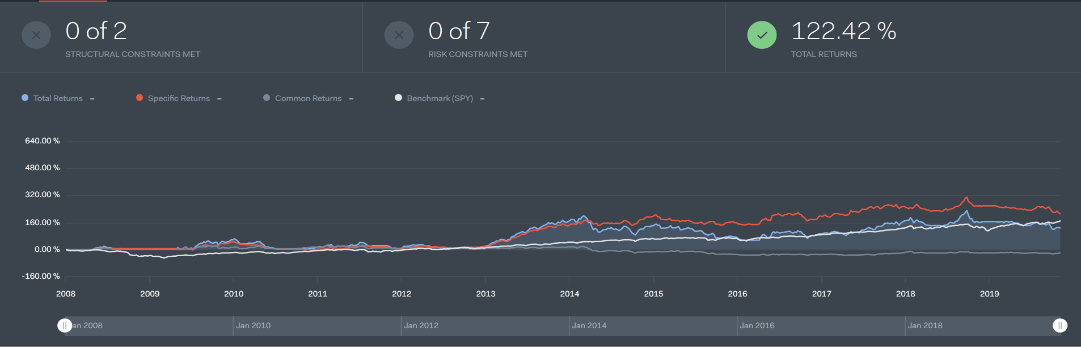 0 of 2
STRUCTURAL CONSTRAINTS MET
0 of 7
RISK CONSTRAINTS MET
122.42 %
TOTAL RETURNS
Total Returns –
Specific Returns –
Common Returns –
Benchmark (SPY) –
640.00 %
480.00 %
320.00 %
160.00 %
0.00 %
-160.00 %
2008 2009 2010 2011 2012 2013 2014 2015 2016 2017 2018 2019
an 2008 Jan 2010 Jan 2012 Jan 2014 Jan 2016 Jan 2018